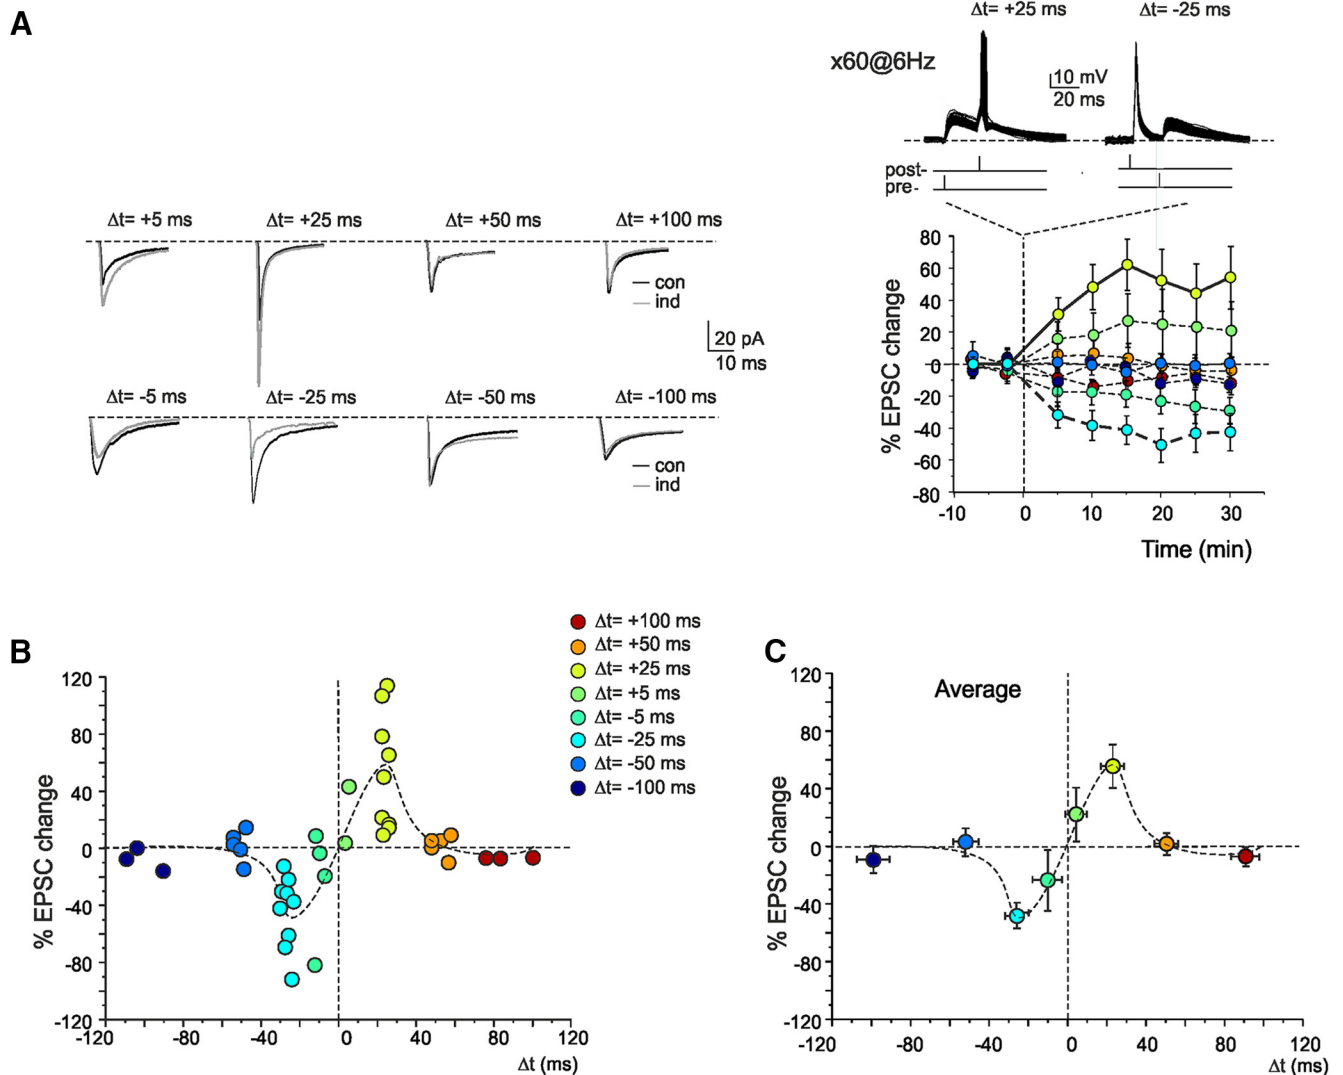 A
Δt= +25 ms
Δt= -25 ms
x60@6Hz
10 mV
20 ms
post-
pre-
Δt= +5 ms
Δt= +25 ms
Δt= +50 ms
Δt= +100 ms
con
ind
20 pA
10 ms
Δt= -5 ms
Δt= -25 ms
Δt= -50 ms
Δt= -100 ms
con
ind
% EPSC change
80
60
40
20
0
-20
-40
-60
-80
-10
0
10
20
30
Time (min)
B
% EPSC change
120
80
40
0
-40
-80
-120
-120
-80
-40
0
40
80
120
Δt (ms)
Δt= +100 ms
Δt= +50 ms
Δt= +25 ms
Δt= +5 ms
Δt= -5 ms
Δt= -25 ms
Δt= -50 ms
Δt= -100 ms
C
Average
% EPSC change
120
80
40
0
-40
-80
-120
-120
-80
-40
0
40
80
120
Δt (ms)